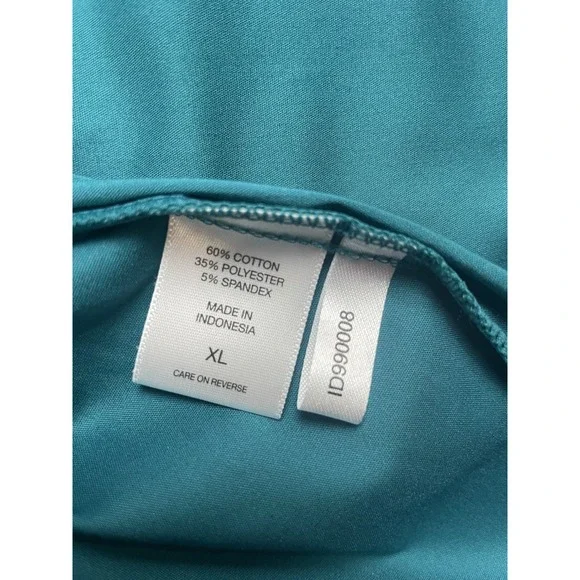 60% COTTON
35% POLYESTER
5% SPANDEX
MADE IN
INDONESIA
XL
CARE ON REVERSE
ID990008